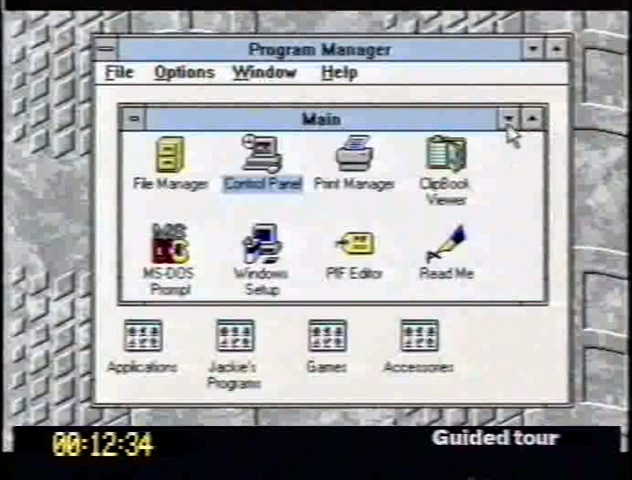 Program Manager
File Options Window Help
Main
File Manager Control Panel Print Manager ClipBook Viewer
MS-DOS Prompt Windows Setup PIF Editor Read Me
Applications Jackie's Programs Games Accessories
00:12:34
Guided tour